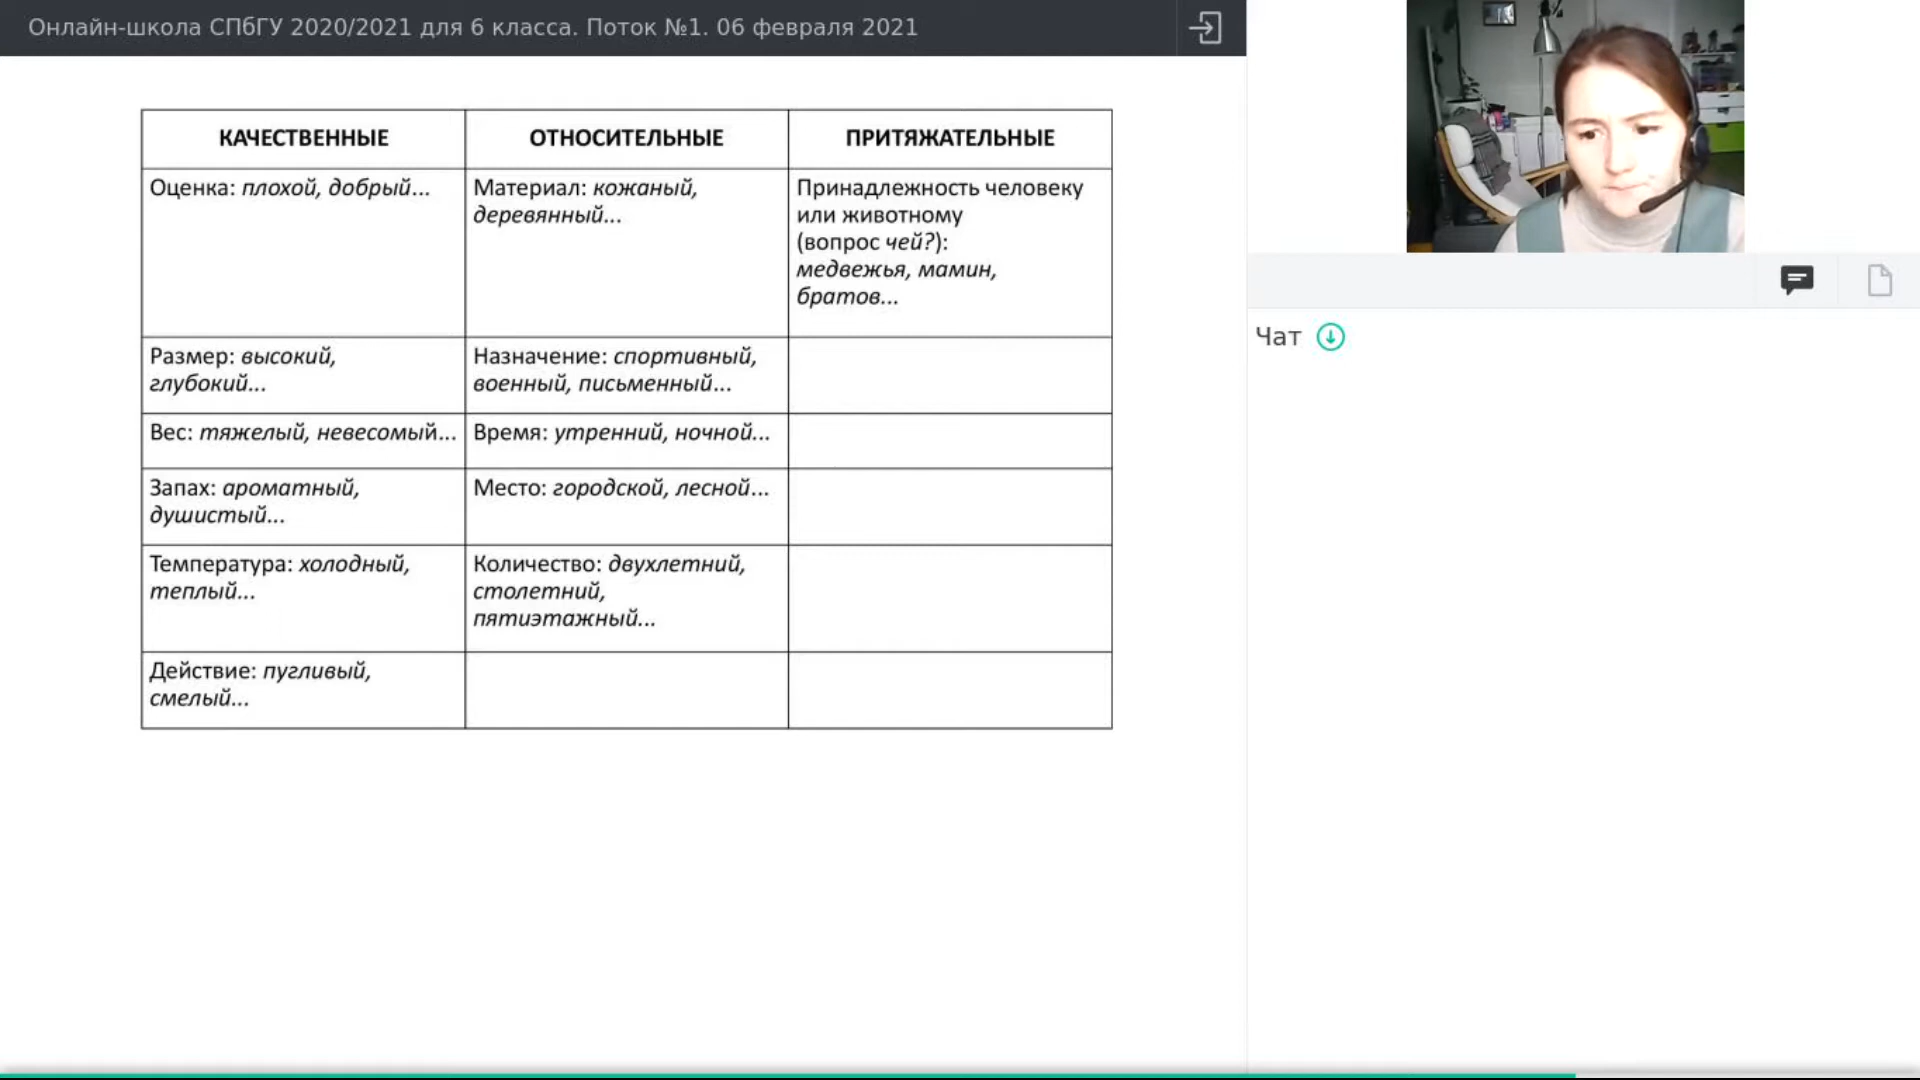 Онлайн-школа СПбГУ 2020/2021 для 6 класса. Поток №1. 06 февраля 2021
КАЧЕСТВЕННЫЕ ОТНОСИТЕЛЬНЫЕ ПРИТЯЖАТЕЛЬНЫЕ
Оценка: плохой, добрый...
Материал: кожаный,
деревянный...
Принадлежность человеку
или животному
(вопрос чей?):
медвежья, мамин,
братов...
Размер: высокий,
глубокий...
Назначение: спортивный,
военный, письменный...
Вес: тяжелый, невесомый...
Время: утренний, ночной...
Запах: ароматный,
душистый...
Место: городской, лесной...
Температура: холодный,
теплый...
Количество: двухлетний,
столетний,
пятиэтажный...
Действие: пугливый,
смелый...
Чат